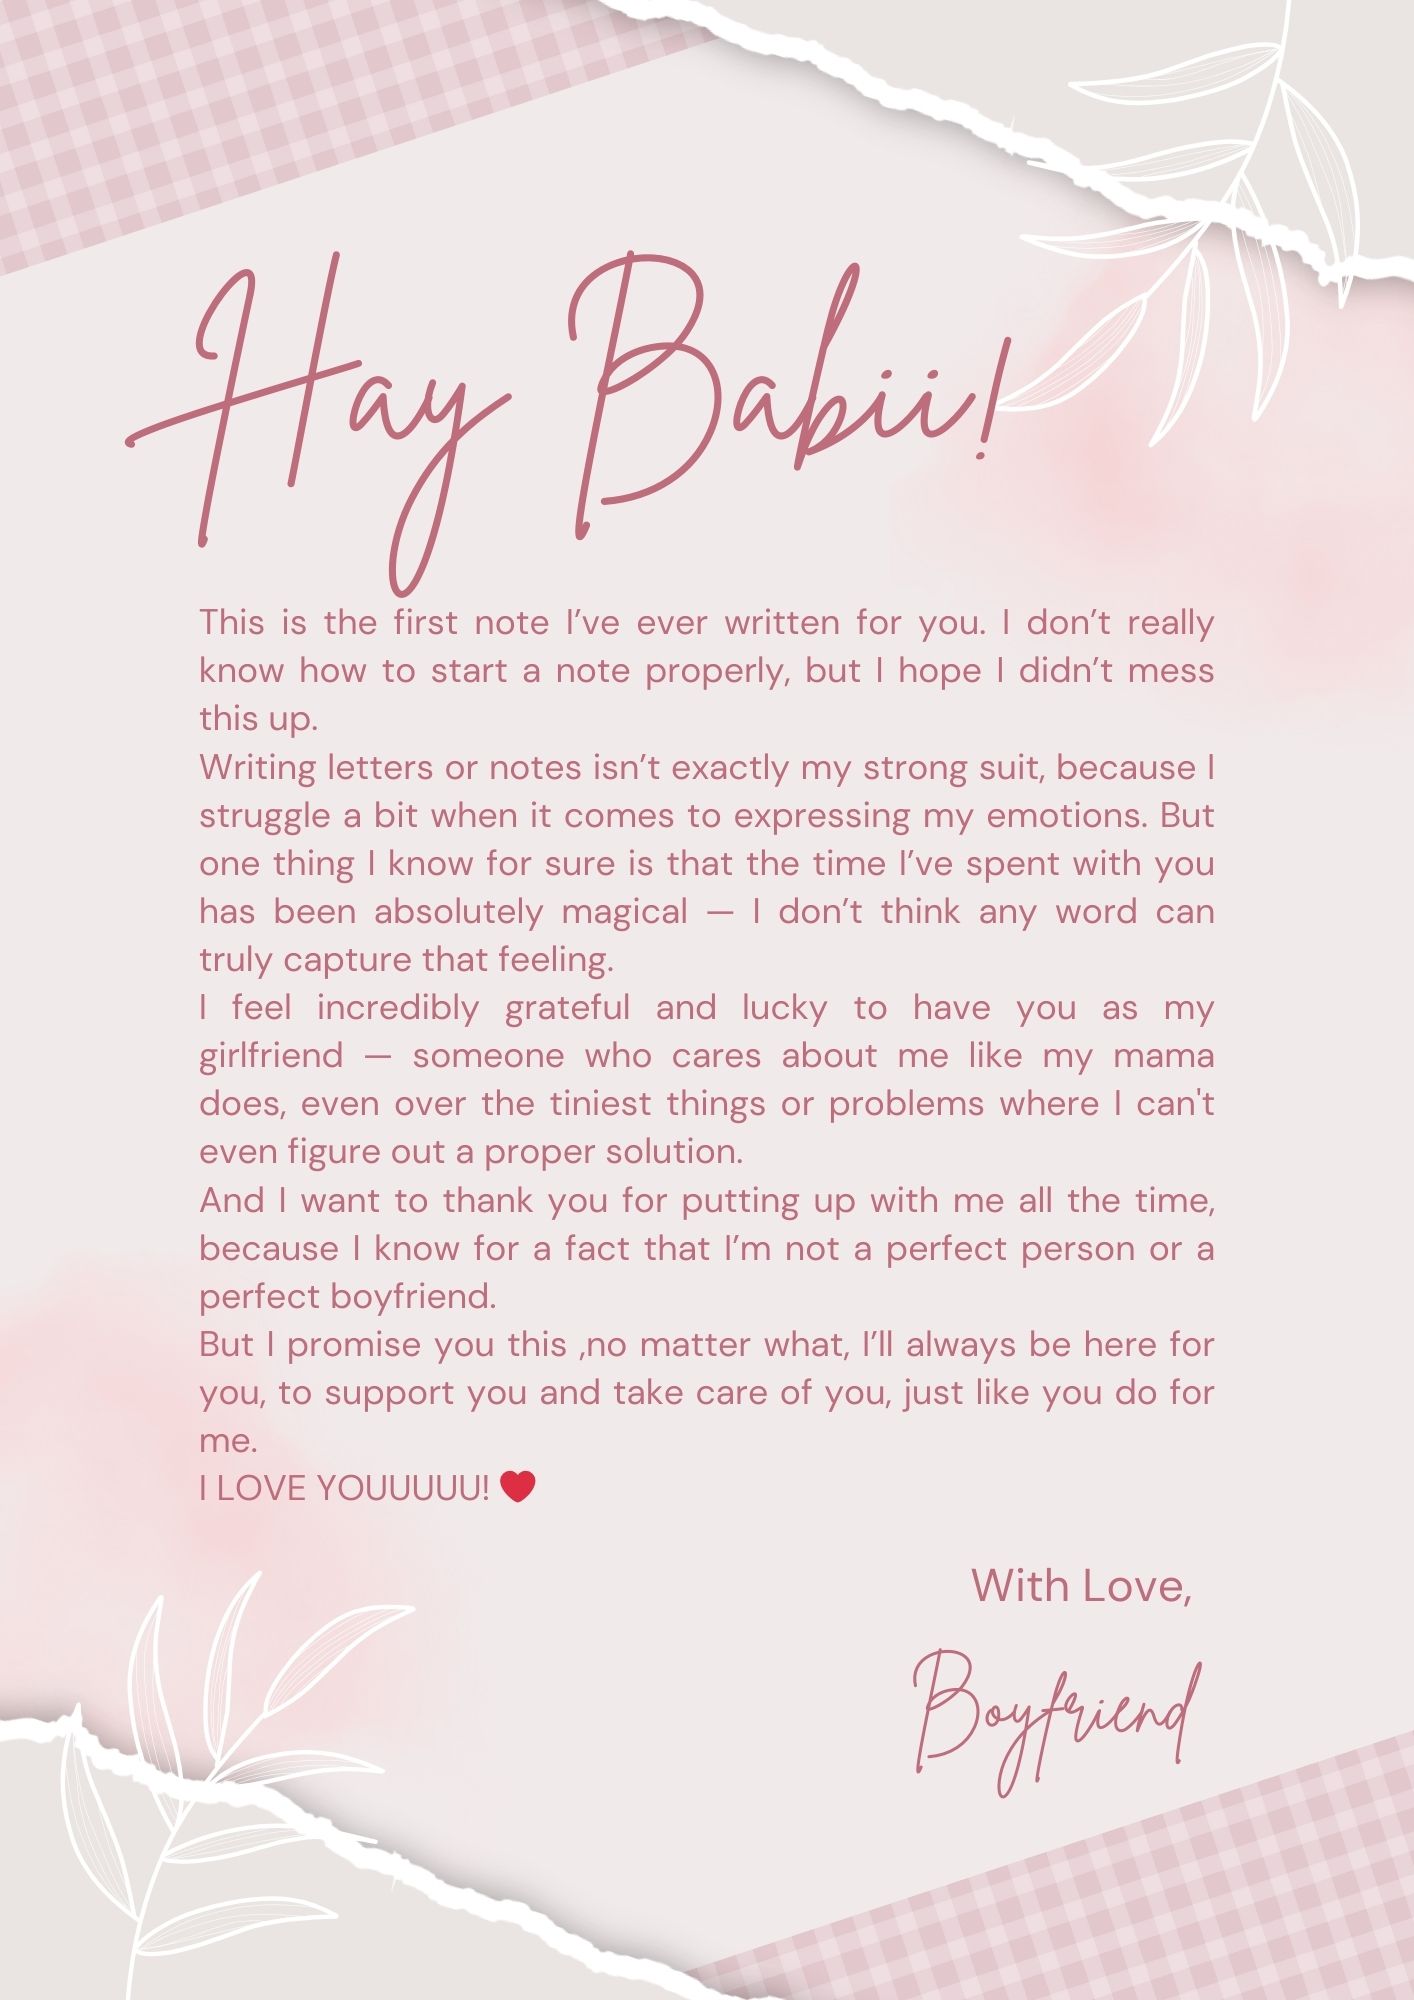 Hay Babii!
This is the first note I’ve ever written for you. I don’t really
know how to start a note properly, but I hope I didn’t mess
this up.
Writing letters or notes isn’t exactly my strong suit, because I
struggle a bit when it comes to expressing my emotions. But
one thing I know for sure is that the time I’ve spent with you
has been absolutely magical — I don’t think any word can
truly capture that feeling.
I feel incredibly grateful and lucky to have you as my
girlfriend — someone who cares about me like my mama
does, even over the tiniest things or problems where I can't
even figure out a proper solution.
And I want to thank you for putting up with me all the time,
because I know for a fact that I’m not a perfect person or a
perfect boyfriend.
But I promise you this ,no matter what, I’ll always be here for
you, to support you and take care of you, just like you do for
me.
I LOVE YOUUUUU! ❤️
With Love,
Boyfriend